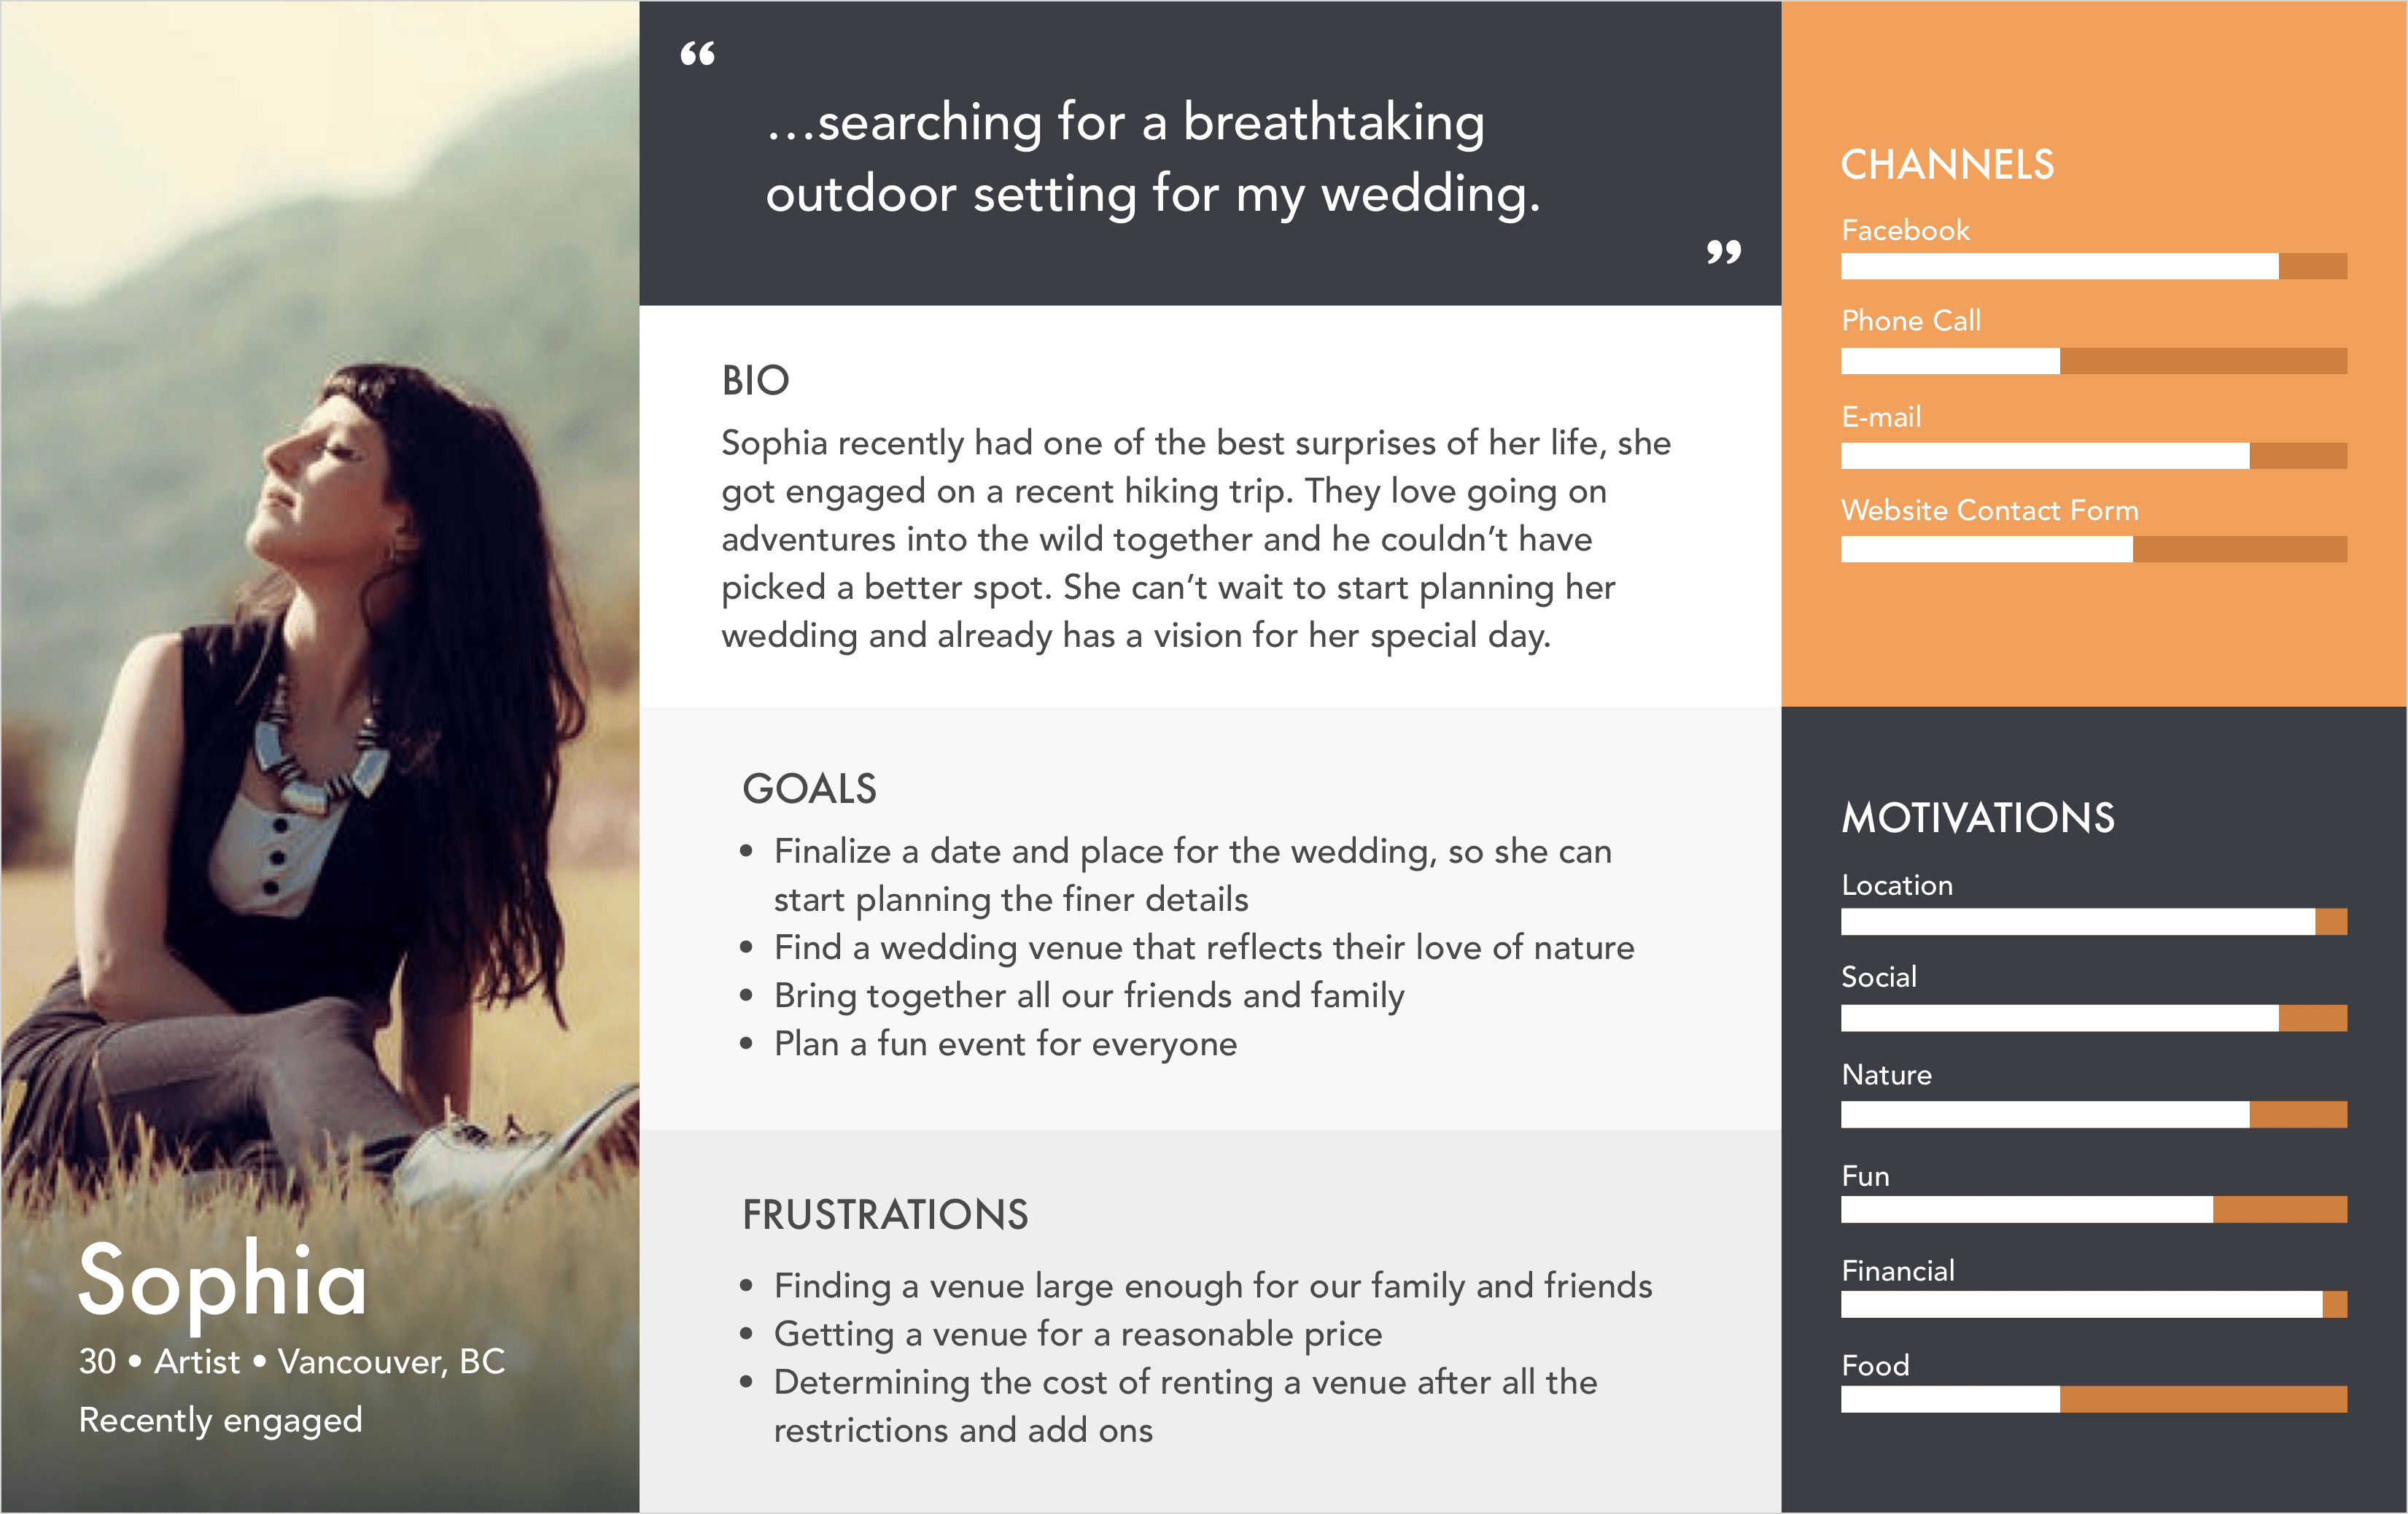 “
…searching for a breathtaking
outdoor setting for my wedding.
”
BIO
Sophia recently had one of the best surprises of her life, she
got engaged on a recent hiking trip. They love going on
adventures into the wild together and he couldn’t have
picked a better spot. She can’t wait to start planning her
wedding and already has a vision for her special day.
GOALS
• Finalize a date and place for the wedding, so she can
start planning the finer details
• Find a wedding venue that reflects their love of nature
• Bring together all our friends and family
• Plan a fun event for everyone
FRUSTRATIONS
• Finding a venue large enough for our family and friends
• Getting a venue for a reasonable price
• Determining the cost of renting a venue after all the
restrictions and add ons
Sophia
30 • Artist • Vancouver, BC
Recently engaged
CHANNELS
Facebook
Phone Call
E-mail
Website Contact Form
MOTIVATIONS
Location
Social
Nature
Fun
Financial
Food